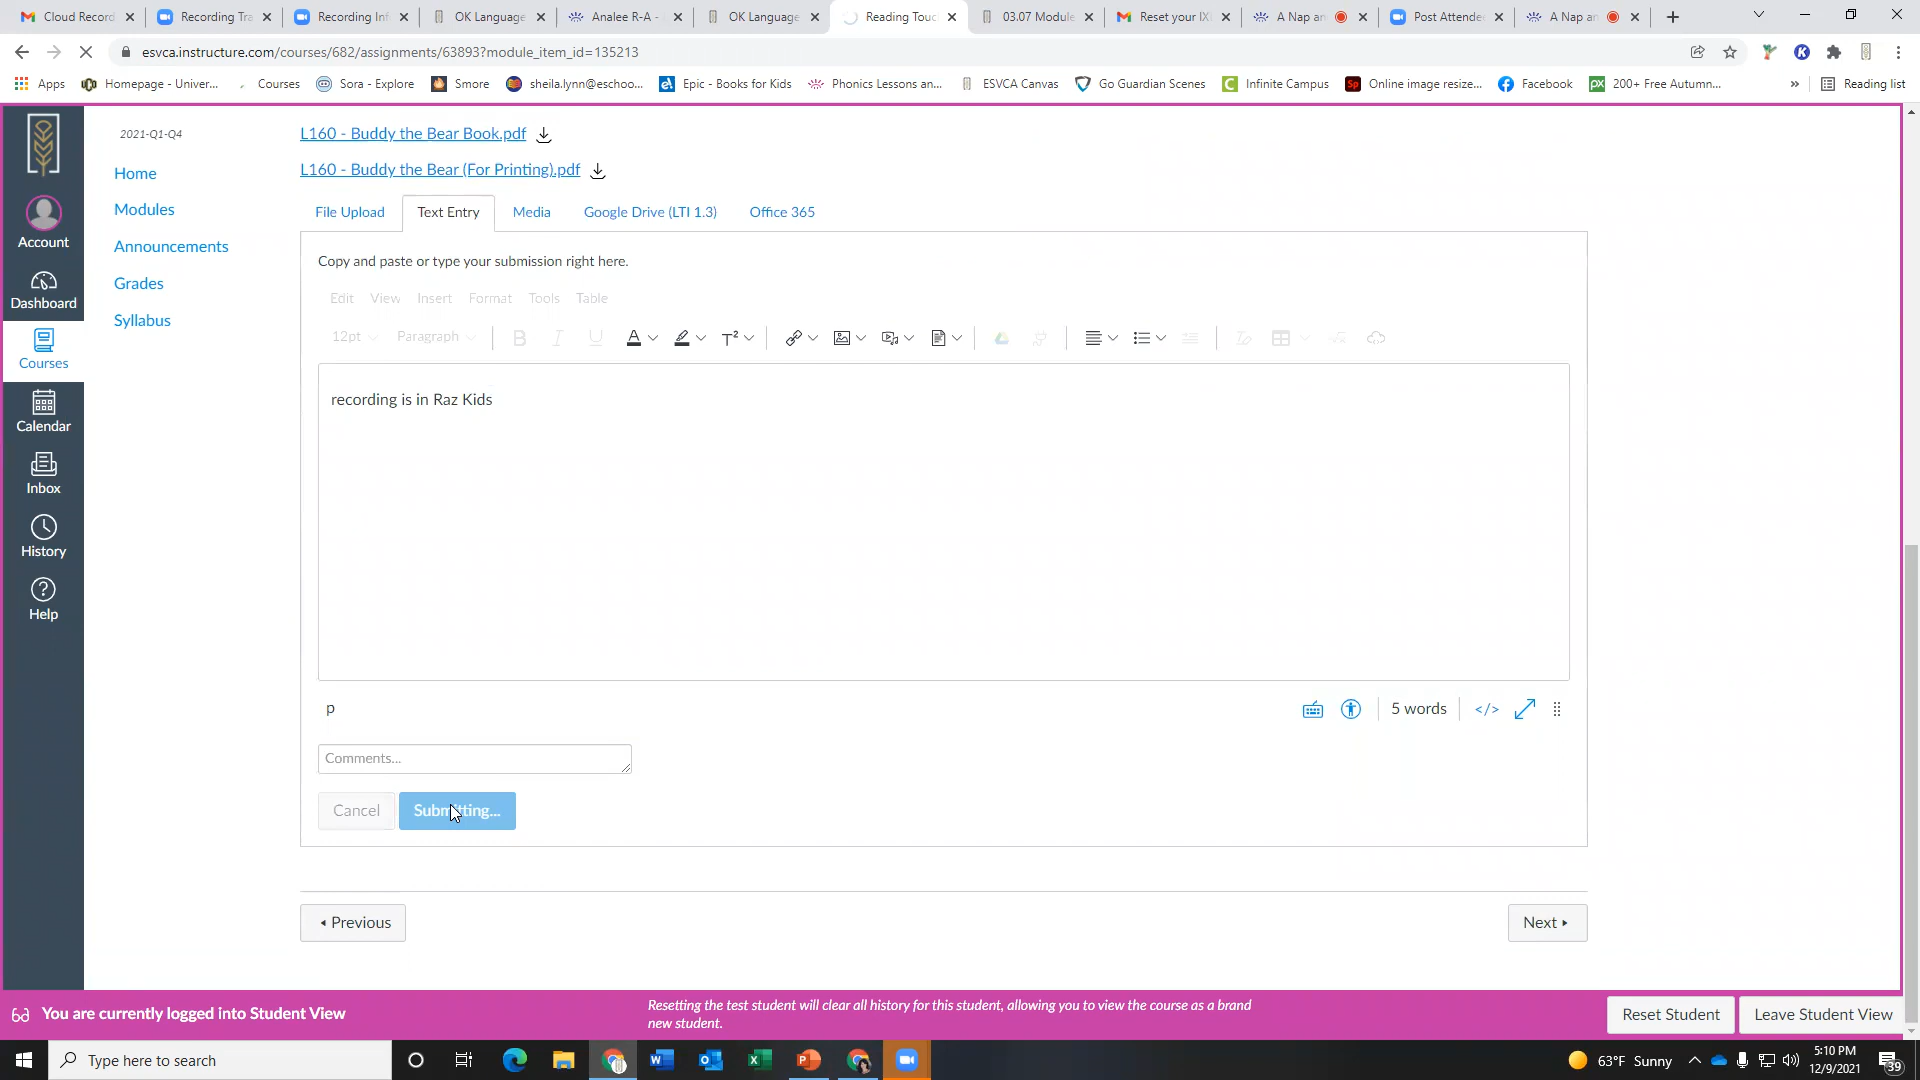 Cloud Record
Recording Tra
Recording Inf
OK Language
Analee R-A -
OK Language
Reading Touc
03.07 Module
Reset your IX
A Nap an
Post Attende
A Nap an
esvca.instructure.com/courses/682/assignments/63893?module_item_id=135213
Apps
Homepage - Univer...
Courses
Sora - Explore
Smore
sheila.lynn@eschoo...
Epic - Books for Kids
Phonics Lessons an...
ESVCA Canvas
Go Guardian Scenes
Infinite Campus
Online image resize...
Facebook
200+ Free Autumn...
»
Reading list
2021-Q1-Q4
Home
Modules
Announcements
Grades
Syllabus
Account
Dashboard
Courses
Calendar
Inbox
History
Help
L160 - Buddy the Bear Book.pdf
L160 - Buddy the Bear (For Printing).pdf
File Upload Text Entry Media Google Drive (LTI 1.3) Office 365
Copy and paste or type your submission right here.
Edit View Insert Format Tools Table
12pt Paragraph B I U A T²
recording is in Raz Kids
p
5 words </>
Comments...
Cancel Submitting...
Previous
Next
You are currently logged into Student View
Resetting the test student will clear all history for this student, allowing you to view the course as a brand
new student.
Reset Student
Leave Student View
Type here to search
63°F Sunny
5:10 PM
12/9/2021
39